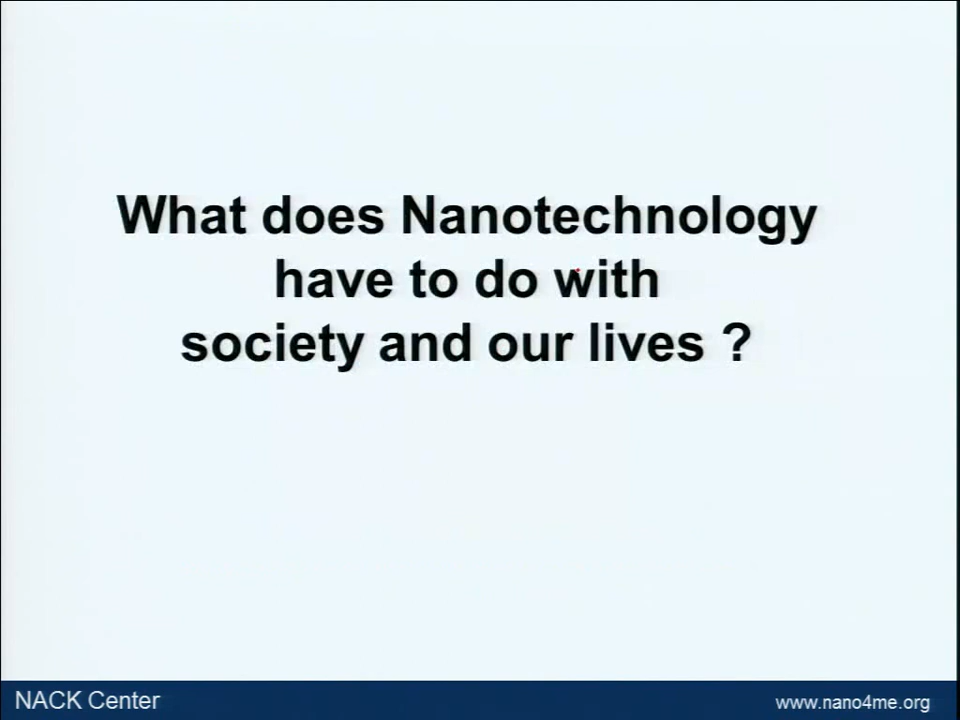 What does Nanotechnology
have to do with
society and our lives ?
NACK Center
www.nano4me.org